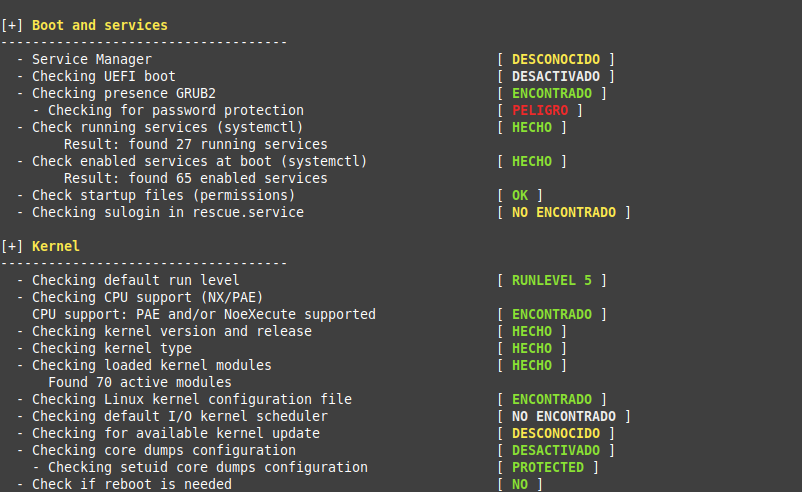 [+] Boot and services
------------------------------------
- Service Manager [ DESCONOCIDO ]
- Checking UEFI boot [ DESACTIVADO ]
- Checking presence GRUB2 [ ENCONTRADO ]
- Checking for password protection [ PELIGRO ]
- Check running services (systemctl) [ HECHO ]
Result: found 27 running services
- Check enabled services at boot (systemctl) [ HECHO ]
Result: found 65 enabled services
- Check startup files (permissions) [ OK ]
- Checking sulogin in rescue.service [ NO ENCONTRADO ]
[+] Kernel
------------------------------------
- Checking default run level [ RUNLEVEL 5 ]
- Checking CPU support (NX/PAE)
CPU support: PAE and/or NoeXecute supported [ ENCONTRADO ]
- Checking kernel version and release [ HECHO ]
- Checking kernel type [ HECHO ]
- Checking loaded kernel modules [ HECHO ]
Found 70 active modules
- Checking Linux kernel configuration file [ ENCONTRADO ]
- Checking default I/O kernel scheduler [ NO ENCONTRADO ]
- Checking for available kernel update [ DESCONOCIDO ]
- Checking core dumps configuration [ DESACTIVADO ]
- Checking setuid core dumps configuration [ PROTECTED ]
- Check if reboot is needed [ NO ]